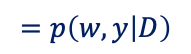 = p(w, y|D)